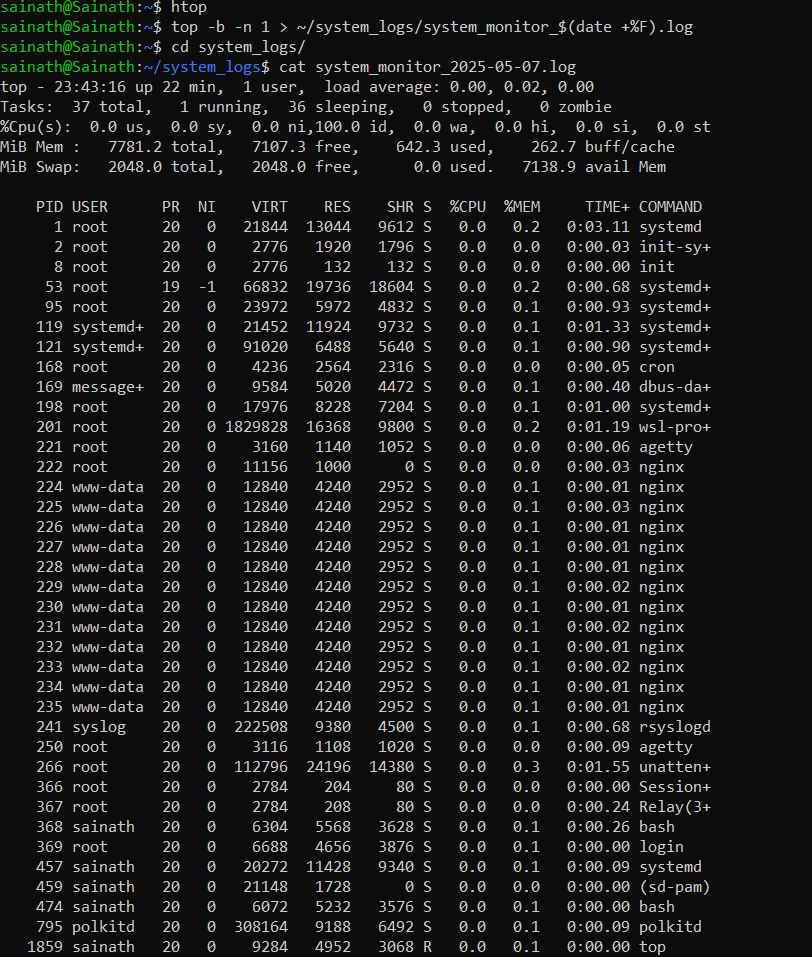 sainath@Sainath:~$ htop
sainath@Sainath:~$ top -b -n 1 > ~/system_logs/system_monitor_$(date +%F).log
sainath@Sainath:~$ cd system_logs/
sainath@Sainath:~/system_logs$ cat system_monitor_2025-05-07.log
top - 23:43:16 up 22 min,  1 user,  load average: 0.00, 0.02, 0.00
Tasks:  37 total,   1 running,  36 sleeping,   0 stopped,   0 zombie
%Cpu(s):  0.0 us,  0.0 sy,  0.0 ni,100.0 id,  0.0 wa,  0.0 hi,  0.0 si,  0.0 st
MiB Mem :   7781.2 total,   7107.3 free,    642.3 used,    262.7 buff/cache
MiB Swap:   2048.0 total,   2048.0 free,      0.0 used.   7138.9 avail Mem
    PID USER      PR  NI    VIRT    RES    SHR S  %CPU  %MEM     TIME+ COMMAND
      1 root      20   0   21844  13044   9612 S   0.0   0.2   0:03.11 systemd
      2 root      20   0    2776   1920   1796 S   0.0   0.0   0:00.03 init-sy+
      8 root      20   0    2776    132    132 S   0.0   0.0   0:00.00 init
     53 root      19  -1   66832  19736  18604 S   0.0   0.2   0:00.68 systemd+
     95 root      20   0   23972   5972   4832 S   0.0   0.1   0:00.93 systemd+
    119 systemd+  20   0   21452  11924   9732 S   0.0   0.1   0:01.33 systemd+
    121 systemd+  20   0   91020   6488   5640 S   0.0   0.1   0:00.90 systemd+
    168 root      20   0    4236   2564   2316 S   0.0   0.0   0:00.05 cron
    169 message+  20   0    9584   5020   4472 S   0.0   0.1   0:00.40 dbus-da+
    198 root      20   0   17976   8228   7204 S   0.0   0.1   0:01.00 systemd+
    201 root      20   0 1829828  16368   9800 S   0.0   0.2   0:01.19 wsl-pro+
    221 root      20   0    3160   1140   1052 S   0.0   0.0   0:00.06 agetty
    222 root      20   0   11156   1000      0 S   0.0   0.0   0:00.03 nginx
    224 www-data  20   0   12840   4240   2952 S   0.0   0.1   0:00.01 nginx
    225 www-data  20   0   12840   4240   2952 S   0.0   0.1   0:00.03 nginx
    226 www-data  20   0   12840   4240   2952 S   0.0   0.1   0:00.01 nginx
    227 www-data  20   0   12840   4240   2952 S   0.0   0.1   0:00.01 nginx
    228 www-data  20   0   12840   4240   2952 S   0.0   0.1   0:00.01 nginx
    229 www-data  20   0   12840   4240   2952 S   0.0   0.1   0:00.02 nginx
    230 www-data  20   0   12840   4240   2952 S   0.0   0.1   0:00.01 nginx
    231 www-data  20   0   12840   4240   2952 S   0.0   0.1   0:00.02 nginx
    232 www-data  20   0   12840   4240   2952 S   0.0   0.1   0:00.01 nginx
    233 www-data  20   0   12840   4240   2952 S   0.0   0.1   0:00.02 nginx
    234 www-data  20   0   12840   4240   2952 S   0.0   0.1   0:00.01 nginx
    235 www-data  20   0   12840   4240   2952 S   0.0   0.1   0:00.01 nginx
    241 syslog    20   0  222508   9380   4500 S   0.0   0.1   0:00.68 rsyslogd
    250 root      20   0    3116   1108   1020 S   0.0   0.0   0:00.09 agetty
    266 root      20   0  112796  24196  14380 S   0.0   0.3   0:01.55 unatten+
    366 root      20   0    2784    204     80 S   0.0   0.0   0:00.00 Session+
    367 root      20   0    2784    208     80 S   0.0   0.0   0:00.24 Relay(3+
    368 sainath   20   0    6304   5568   3628 S   0.0   0.1   0:00.26 bash
    369 root      20   0    6688   4656   3876 S   0.0   0.1   0:00.00 login
    457 sainath   20   0   20272  11428   9340 S   0.0   0.1   0:00.09 systemd
    459 sainath   20   0   21148   1728      0 S   0.0   0.0   0:00.00 (sd-pam)
    474 sainath   20   0    6072   5232   3576 S   0.0   0.1   0:00.00 bash
    795 polkitd   20   0  308164   9188   6492 S   0.0   0.1   0:00.09 polkitd
   1859 sainath   20   0    9284   4952   3068 R   0.0   0.1   0:00.00 top